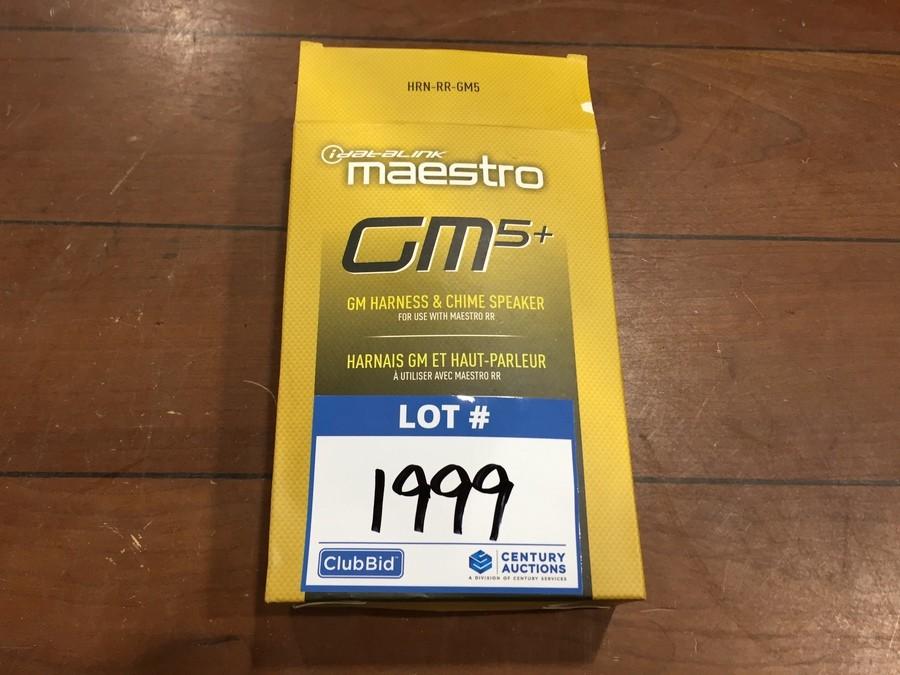 HRN-RR-GM5
iDATALINK
maestro
GM5+
GM HARNESS & CHIME SPEAKER
FOR USE WITH MAESTRO RR
HARNAIS GM ET HAUT-PARLEUR
À UTILISER AVEC MAESTRO RR
LOT #
1999
ClubBid™
CENTURY
AUCTIONS
A DIVISION OF CENTURY SERVICES